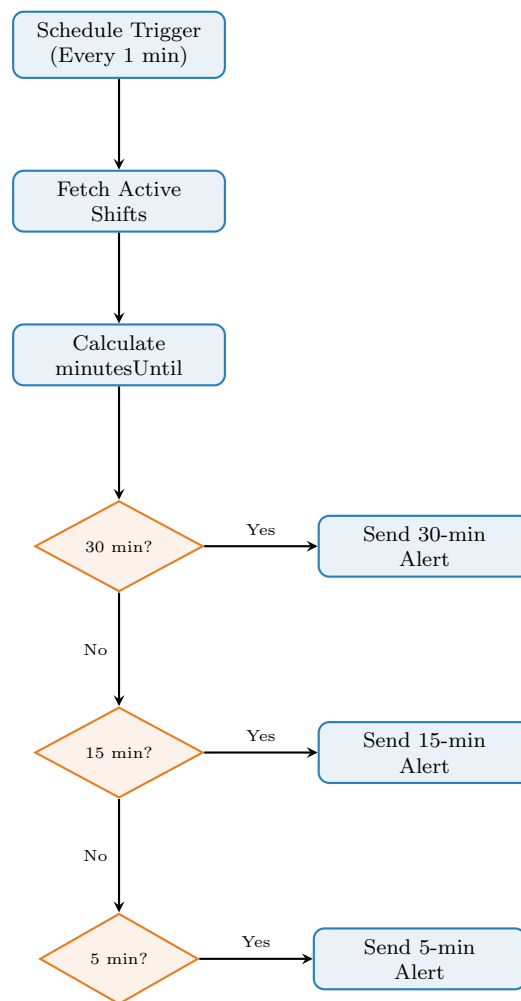 Schedule Trigger
(Every 1 min)
Fetch Active
Shifts
Calculate
minutesUntil
30 min?
Yes
Send 30-min
Alert
No
15 min?
Yes
Send 15-min
Alert
No
5 min?
Yes
Send 5-min
Alert